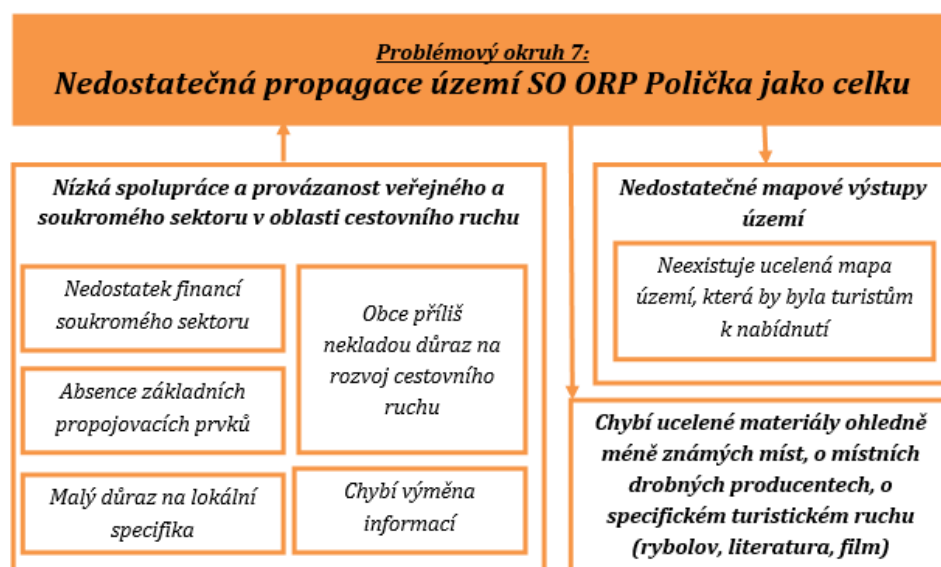 Problémový okruh 7:
Nedostatečná propagace území SO ORP Polička jako celku
Nízká spolupráce a provázanost veřejného a
soukromého sektoru v oblasti cestovního ruchu
Nedostatek financí
soukromého sektoru
Absence základních
propojovacích prvků
Malý důraz na lokální
specifika
Obce příliš
nekladou důraz na
rozvoj cestovního
ruchu
Chybí výměna
informací
Nedostatečné mapové výstupy
území
Neexistuje ucelená mapa
území, která by byla turistům
k nabídnutí
Chybí ucelené materiály ohledně
méně známých míst, o místních
drobných producentech, o
specifickém turistickém ruchu
(rybolov, literatura, film)